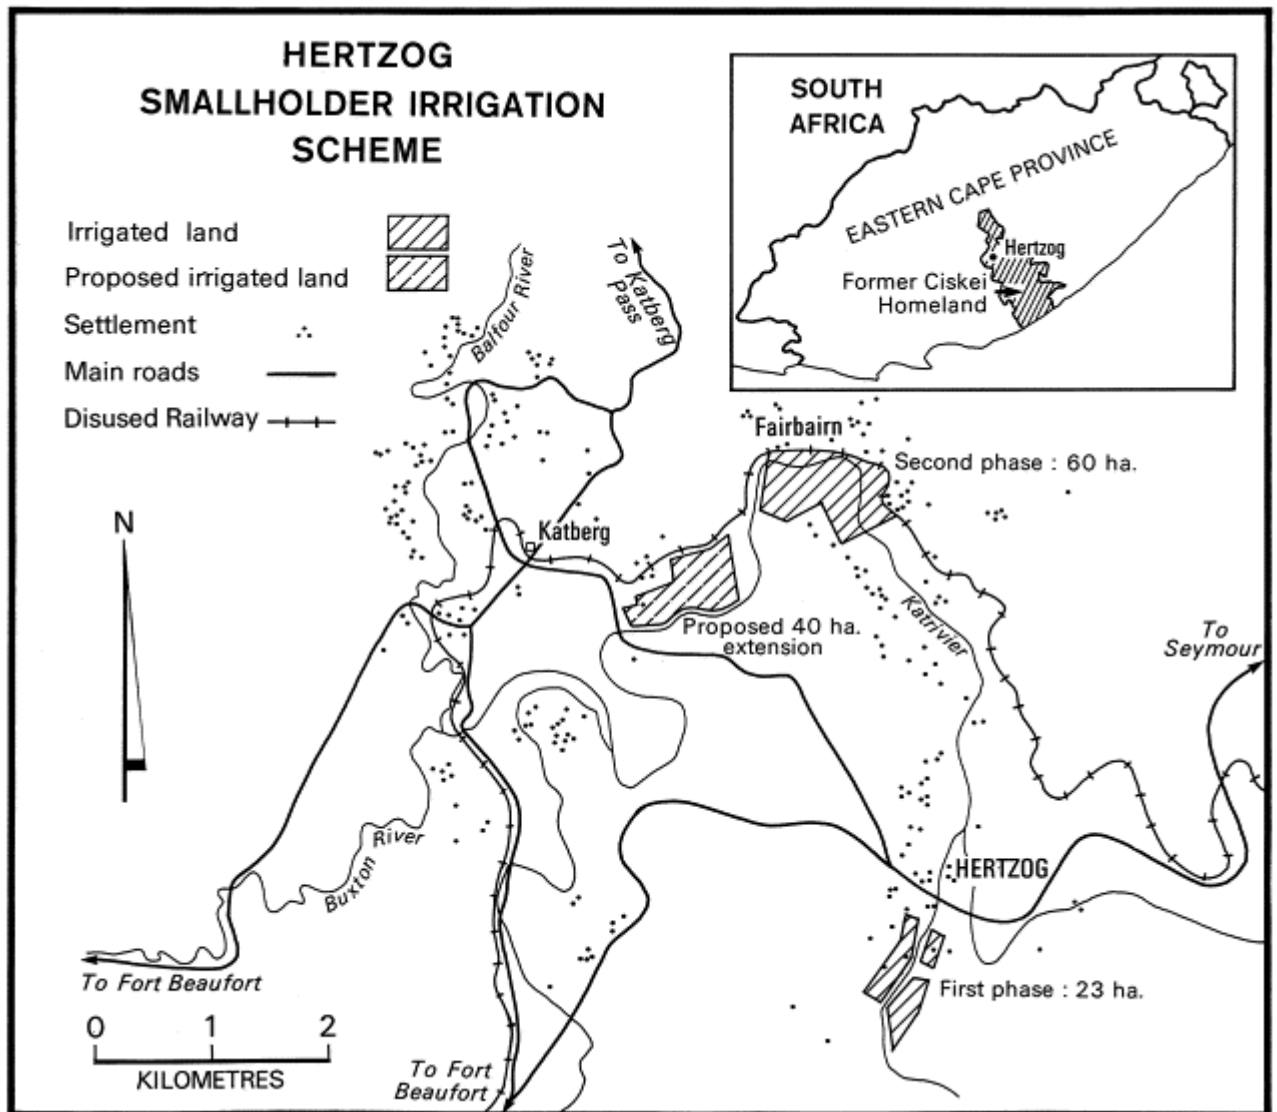 HERTZOG
SMALLHOLDER IRRIGATION
SCHEME
Irrigated land
Proposed irrigated land
Settlement
Main roads
Disused Railway
SOUTH
AFRICA
EASTERN CAPE PROVINCE
Hertzog
Former Ciskei
Homeland
Balfour River
To Katberg
Pass
Fairbairn
Second phase : 60 ha.
N
Katberg
Proposed 40 ha.
extension
Katrivier
To
Seymour
Buxton River
HERTZOG
To Fort Beaufort
First phase : 23 ha.
0 1 2
KILOMETRES
To Fort
Beaufort